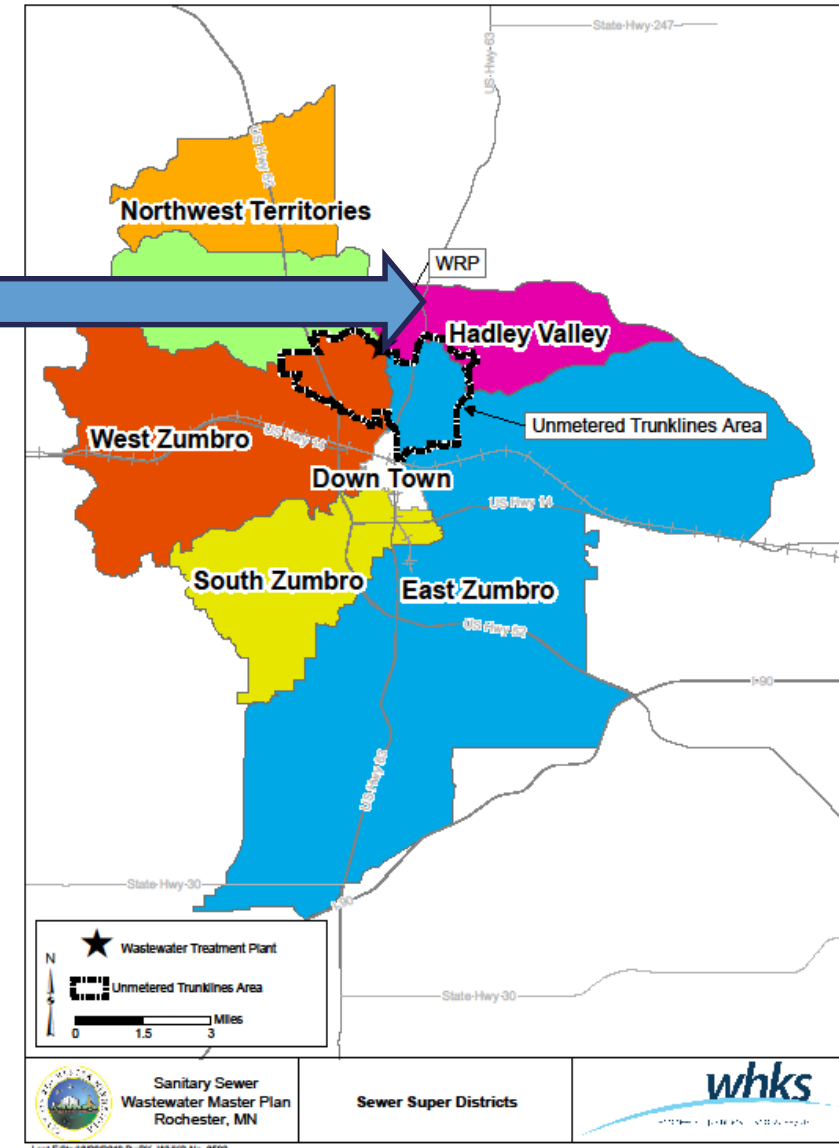 State-Hwy-247
US-Hwy-63
US Hwy 52
Northwest Territories
WRP
Hadley Valley
Unmetered Trunklines Area
West Zumbro
US Hwy 14
Down Town
US Hwy 14
South Zumbro
East Zumbro
US Hwy 52
I-90
US-Hwy-63
State-Hwy-30
I-90
State-Hwy-30
Wastewater Treatment Plant
Unmetered Trunklines Area
N
S
Miles
0 1.5 3
Sanitary Sewer
Wastewater Master Plan
Rochester, MN
Sewer Super Districts
whks